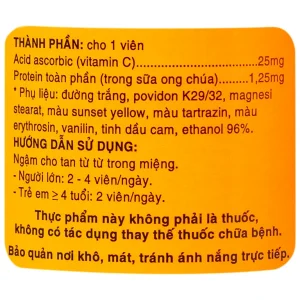 THÀNH PHẦN: cho 1 viên
Acid ascorbic (vitamin C)..............................25mg
Protein toàn phần (trong sữa ong chúa)........1,25mg
* Phụ liệu: đường trắng, povidon K29/32, magnesi
stearat, màu sunset yellow, màu tartrazin, màu
erythrosin, vanilin, tinh dầu cam, ethanol 96%.
HƯỚNG DẪN SỬ DỤNG:
Ngậm cho tan từ từ trong miệng.
- Người lớn: 2 - 4 viên/ngày.
- Trẻ em ≥ 4 tuổi: 2 viên/ngày.
Thực phẩm này không phải là thuốc,
không có tác dụng thay thế thuốc chữa bệnh.
Bảo quản nơi khô, mát, tránh ánh nắng trực tiếp.